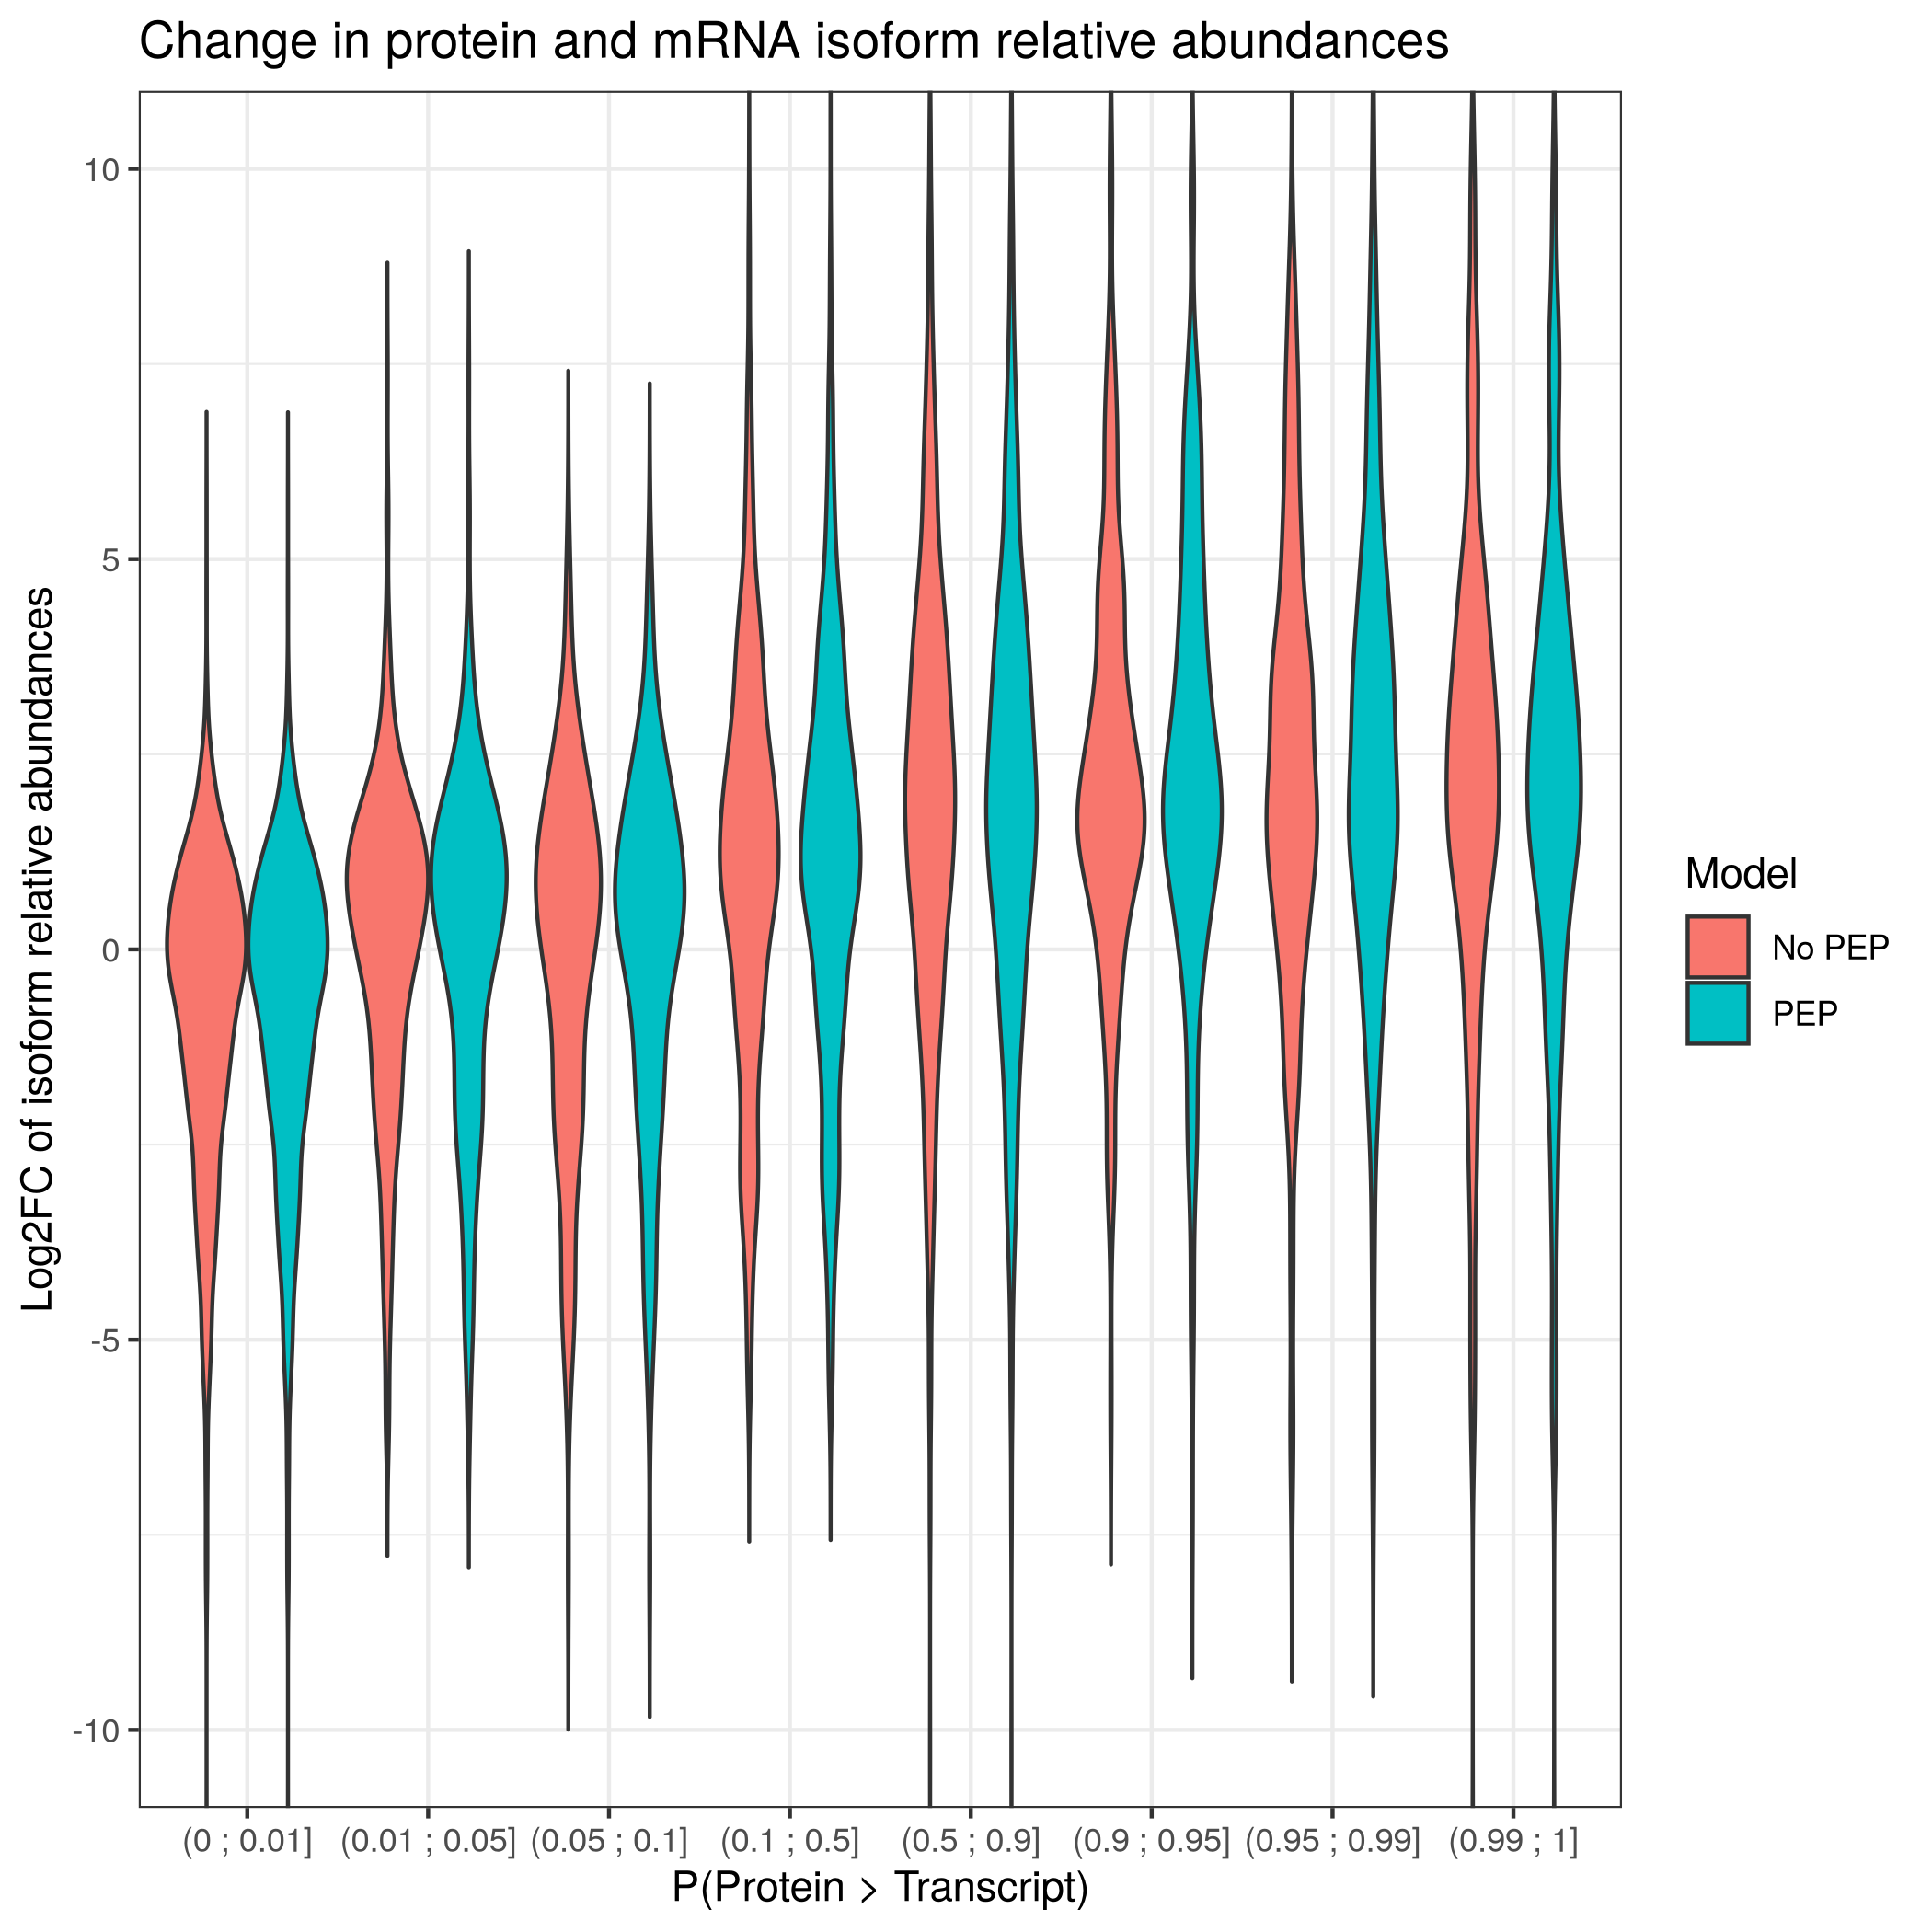 Change in protein and mRNA isoform relative abundances
Log2FC of isoform relative abundances
10
5
0
-5
-10
(0 ; 0.01]
(0.01 ; 0.05]
(0.05 ; 0.1]
(0.1 ; 0.5]
(0.5 ; 0.9]
(0.9 ; 0.95]
(0.95 ; 0.99]
(0.99 ; 1]
P(Protein > Transcript)
Model
No PEP
PEP